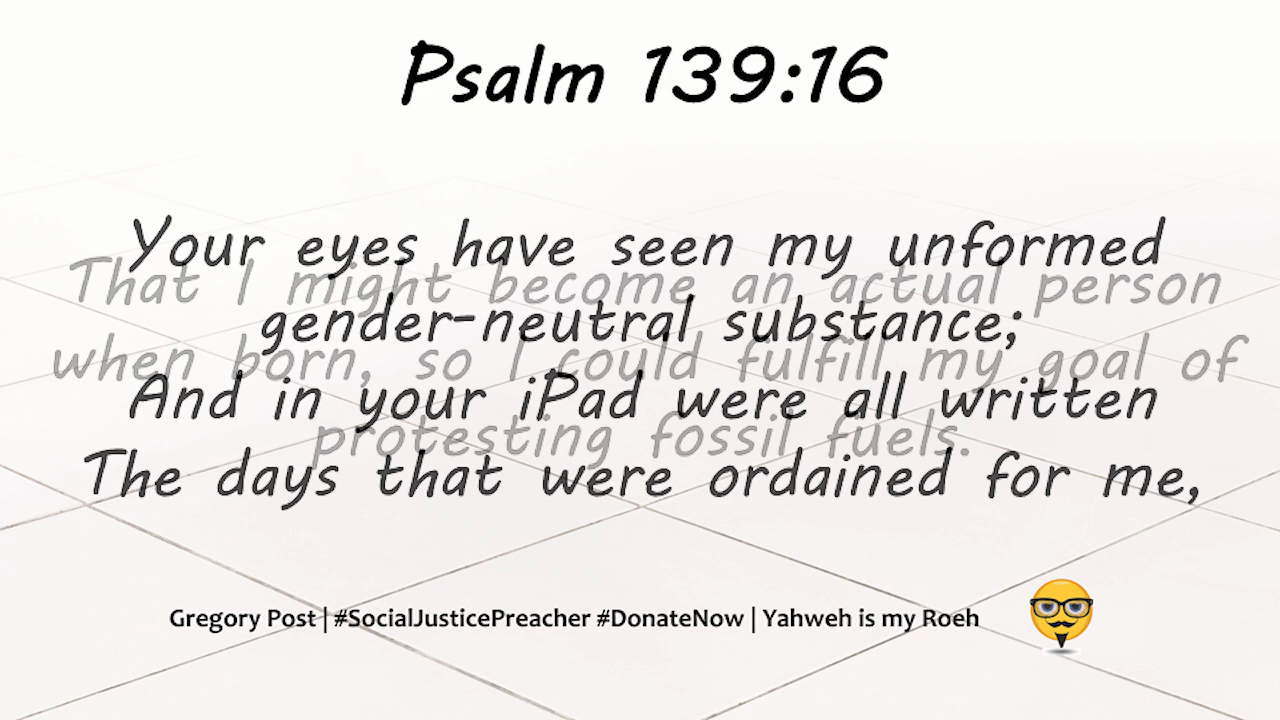 Psalm 139:16
Your eyes have seen my unformed
gender-neutral substance;
And in your iPad were all written
The days that were ordained for me,
That I might become an actual person
when born, so I could fulfill my goal of
protesting fossil fuels.
Gregory Post | #SocialJusticePreacher #DonateNow | Yahweh is my Roeh